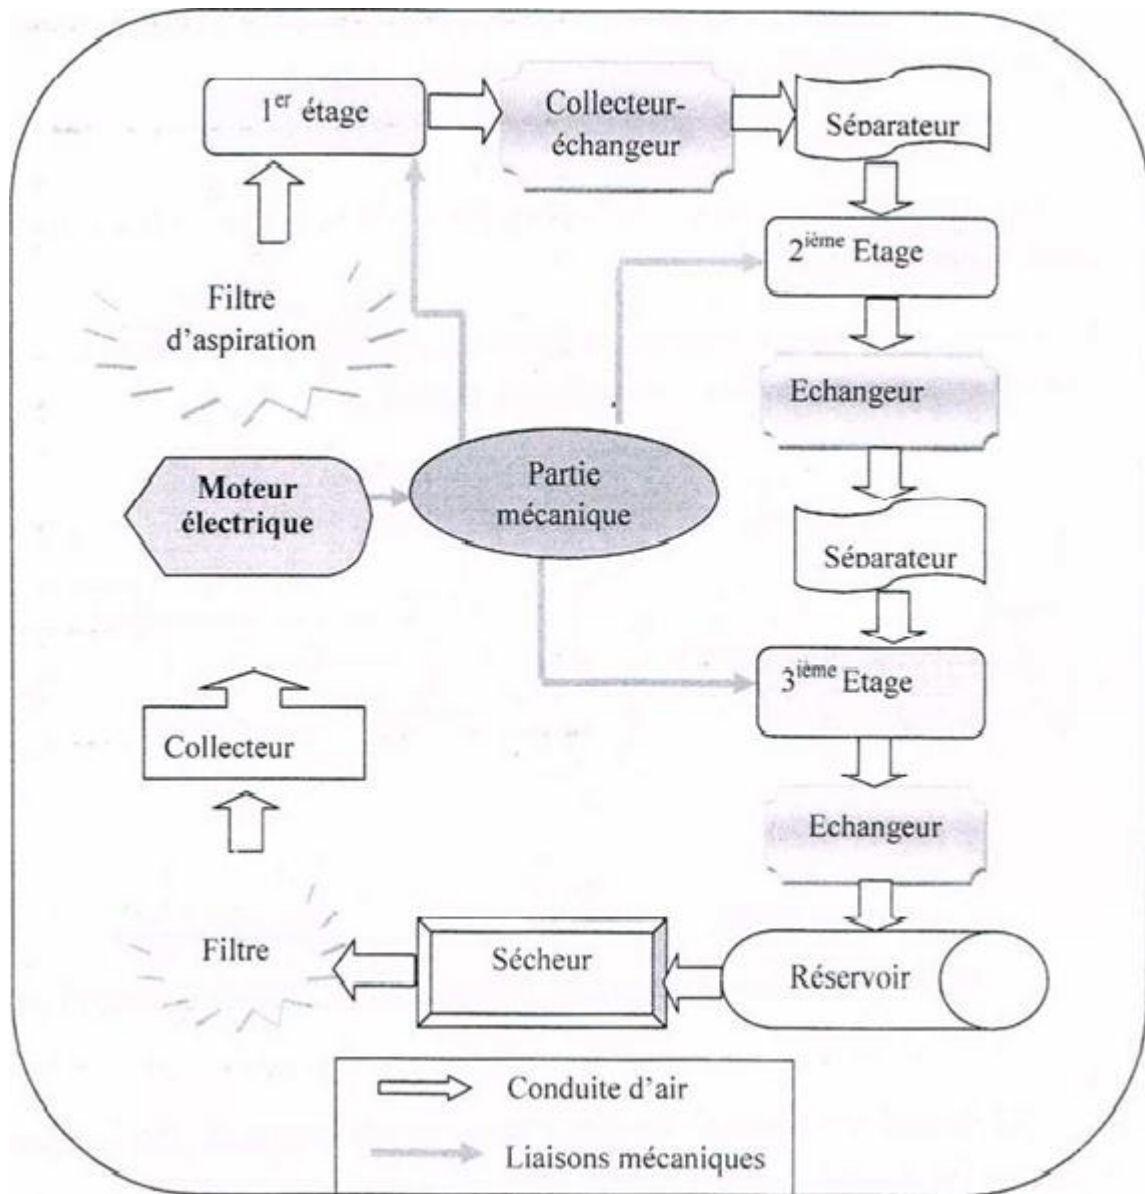 1er étage
Collecteur-
échangeur
Séparateur
2ième Etage
Filtre
d'aspiration
Echangeur
Moteur
électrique
Partie
mécanique
Séparateur
3ième Etage
Collecteur
Echangeur
Filtre
Sécheur
Réservoir
Conduite d'air
Liaisons mécaniques